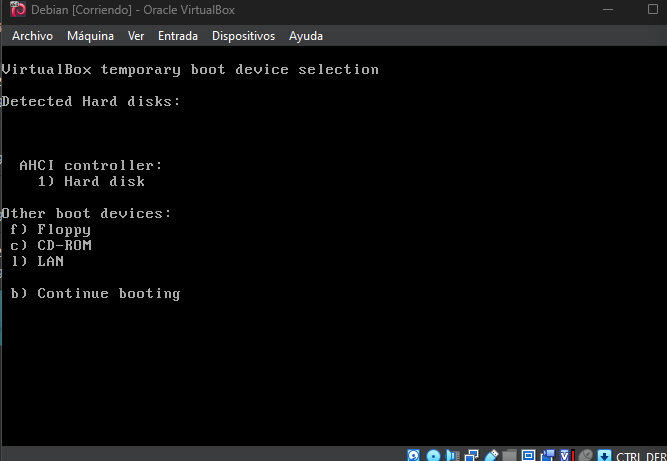 Debian [Corriendo] - Oracle VirtualBox
Archivo Máquina Ver Entrada Dispositivos Ayuda
VirtualBox temporary boot device selection
Detected Hard disks:
AHCI controller:
1) Hard disk
Other boot devices:
f) Floppy
c) CD-ROM
l) LAN
b) Continue booting
CTRL DER